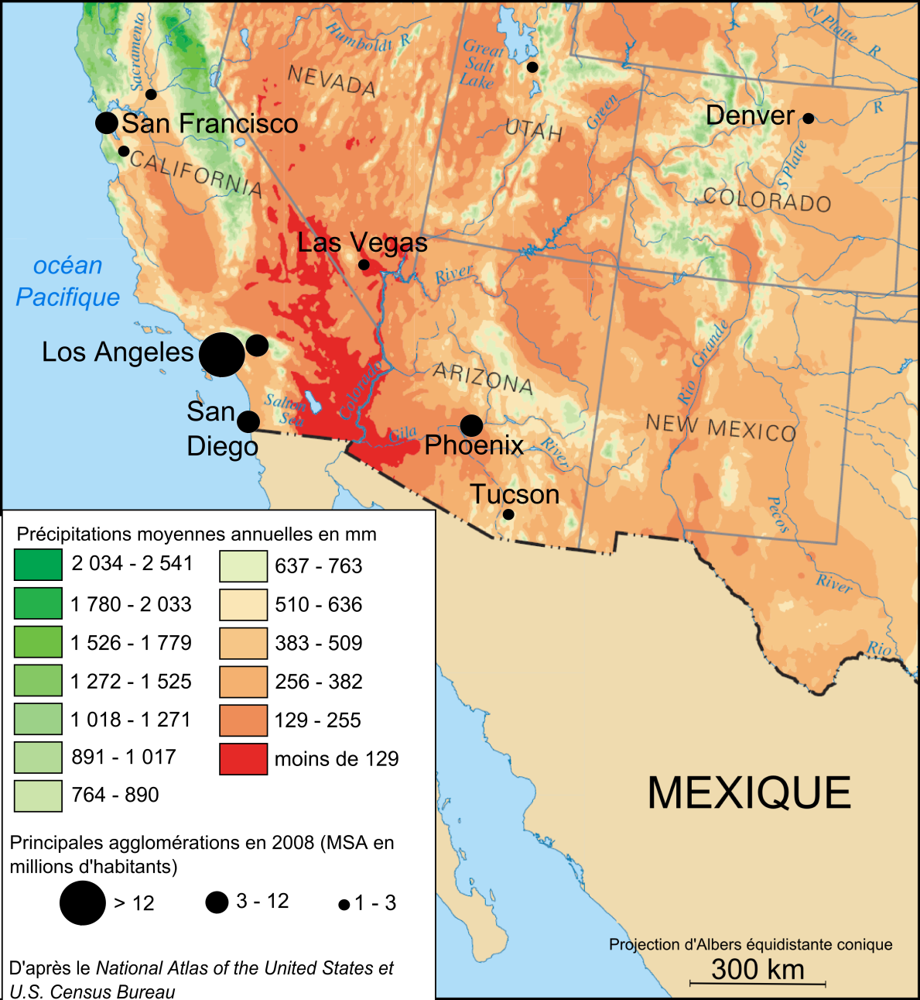 N Platte R
Sacramento
Humboldt R
Great
Salt
Lake
NEVADA
Green
R
San Francisco
Denver
UTAH
S Platte
CALIFORNIA
COLORADO
Las Vegas
océan
Pacifique
River
Los Angeles
Rio Grande
ARIZONA
Colorado
Salton
Sea
San
Diego
Gila
River
Phoenix
NEW MEXICO
Tucson
Pecos
River
Rio
MEXIQUE
Précipitations moyennes annuelles en mm
2 034 - 2 541
1 780 - 2 033
1 526 - 1 779
1 272 - 1 525
1 018 - 1 271
891 - 1 017
764 - 890
637 - 763
510 - 636
383 - 509
256 - 382
129 - 255
moins de 129
Principales agglomérations en 2008 (MSA en
millions d'habitants)
> 12
3 - 12
1 - 3
D'après le National Atlas of the United States et
U.S. Census Bureau
Projection d'Albers équidistante conique
300 km